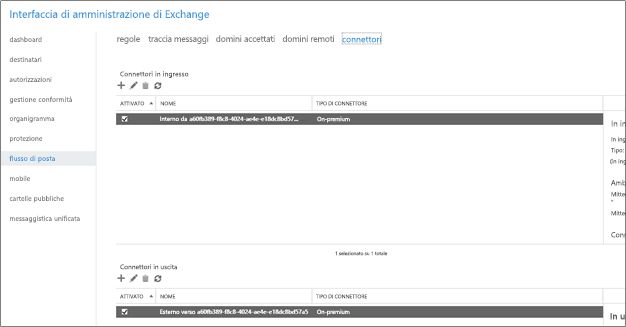 Interfaccia di amministrazione di Exchange
dashboard
destinatari
autorizzazioni
gestione conformità
organigramma
protezione
flusso di posta
mobile
cartelle pubbliche
messaggistica unificata
regole traccia messaggi domini accettati domini remoti connettori
Connettori in ingresso
ATTIVATO NOME TIPO DI CONNETTORE
Interno da a60fb389-f8c8-4024-ae4e-e18dc8bd57... On-premium
In in
In ing
Tipo:
(In ing
Amb
Mitte
*
Mitte
Conn
1 selezionato su 1 totale
Connettori in uscita
ATTIVATO NOME TIPO DI CONNETTORE
Esterno verso a60fb389-f8c8-4024-ae4e-e18dc8bd57a5 On-premium
In u